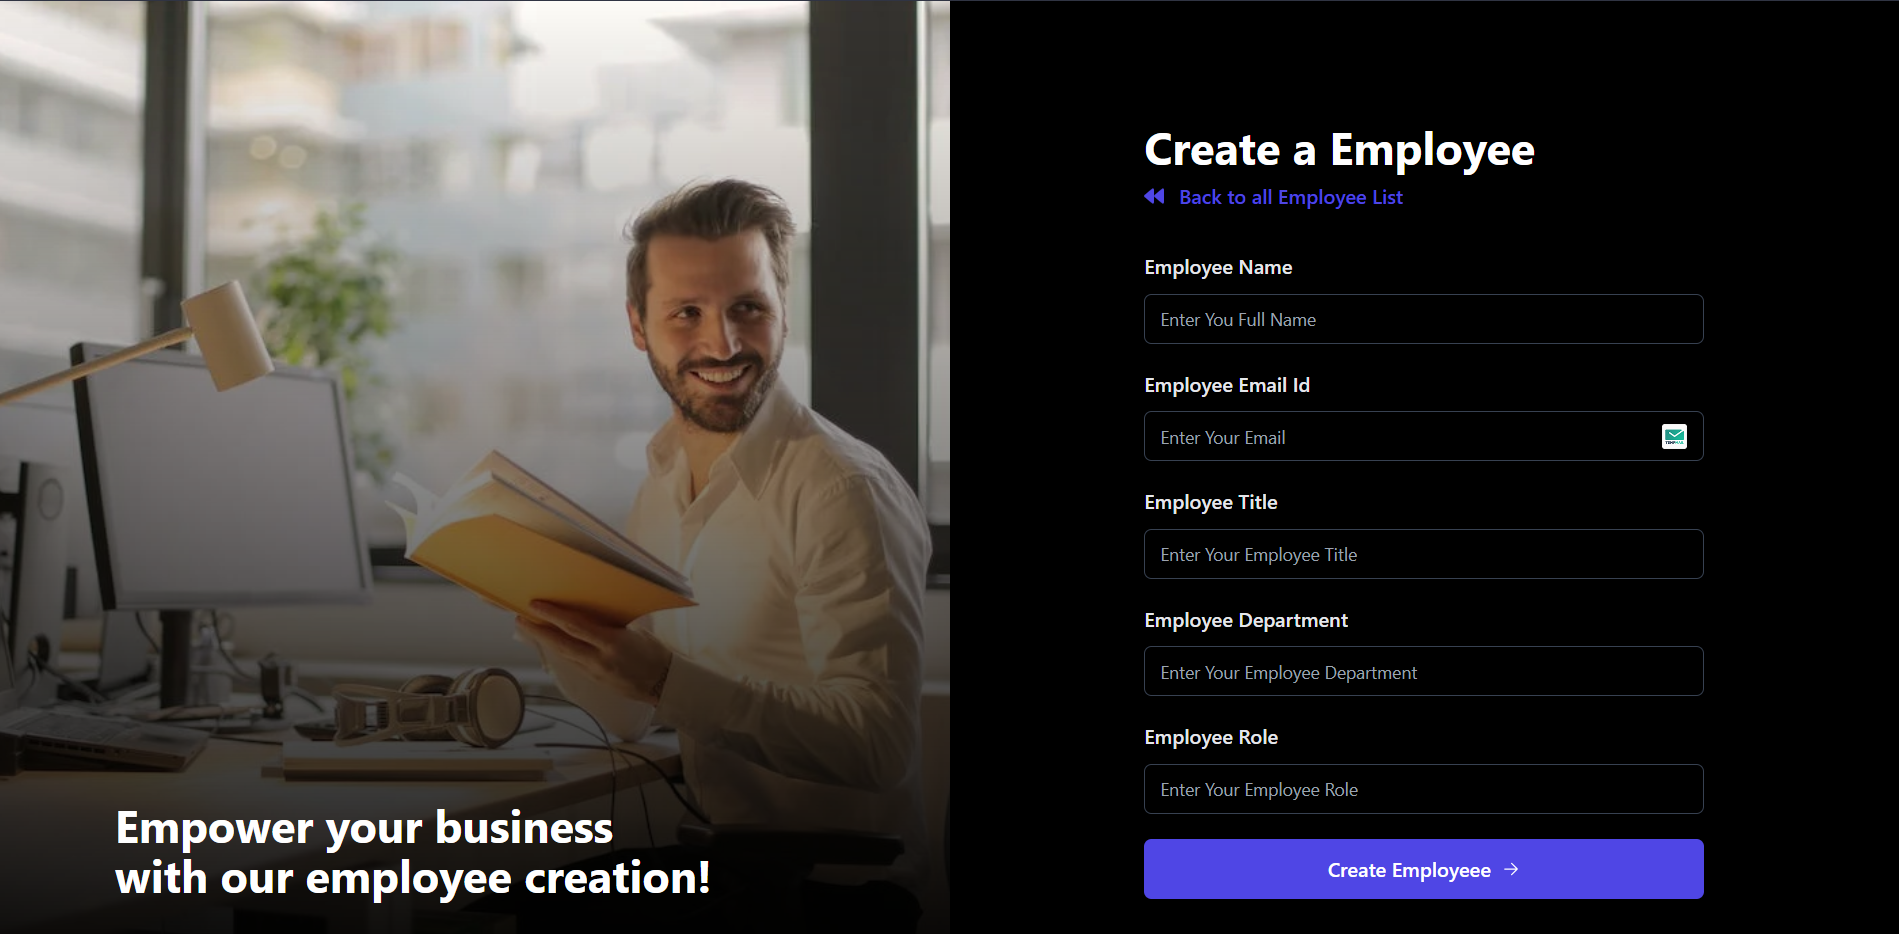 Empower your business
with our employee creation!
Create a Employee
Back to all Employee List
Employee Name
Enter You Full Name
Employee Email Id
Enter Your Email
Employee Title
Enter Your Employee Title
Employee Department
Enter Your Employee Department
Employee Role
Enter Your Employee Role
Create Employeee